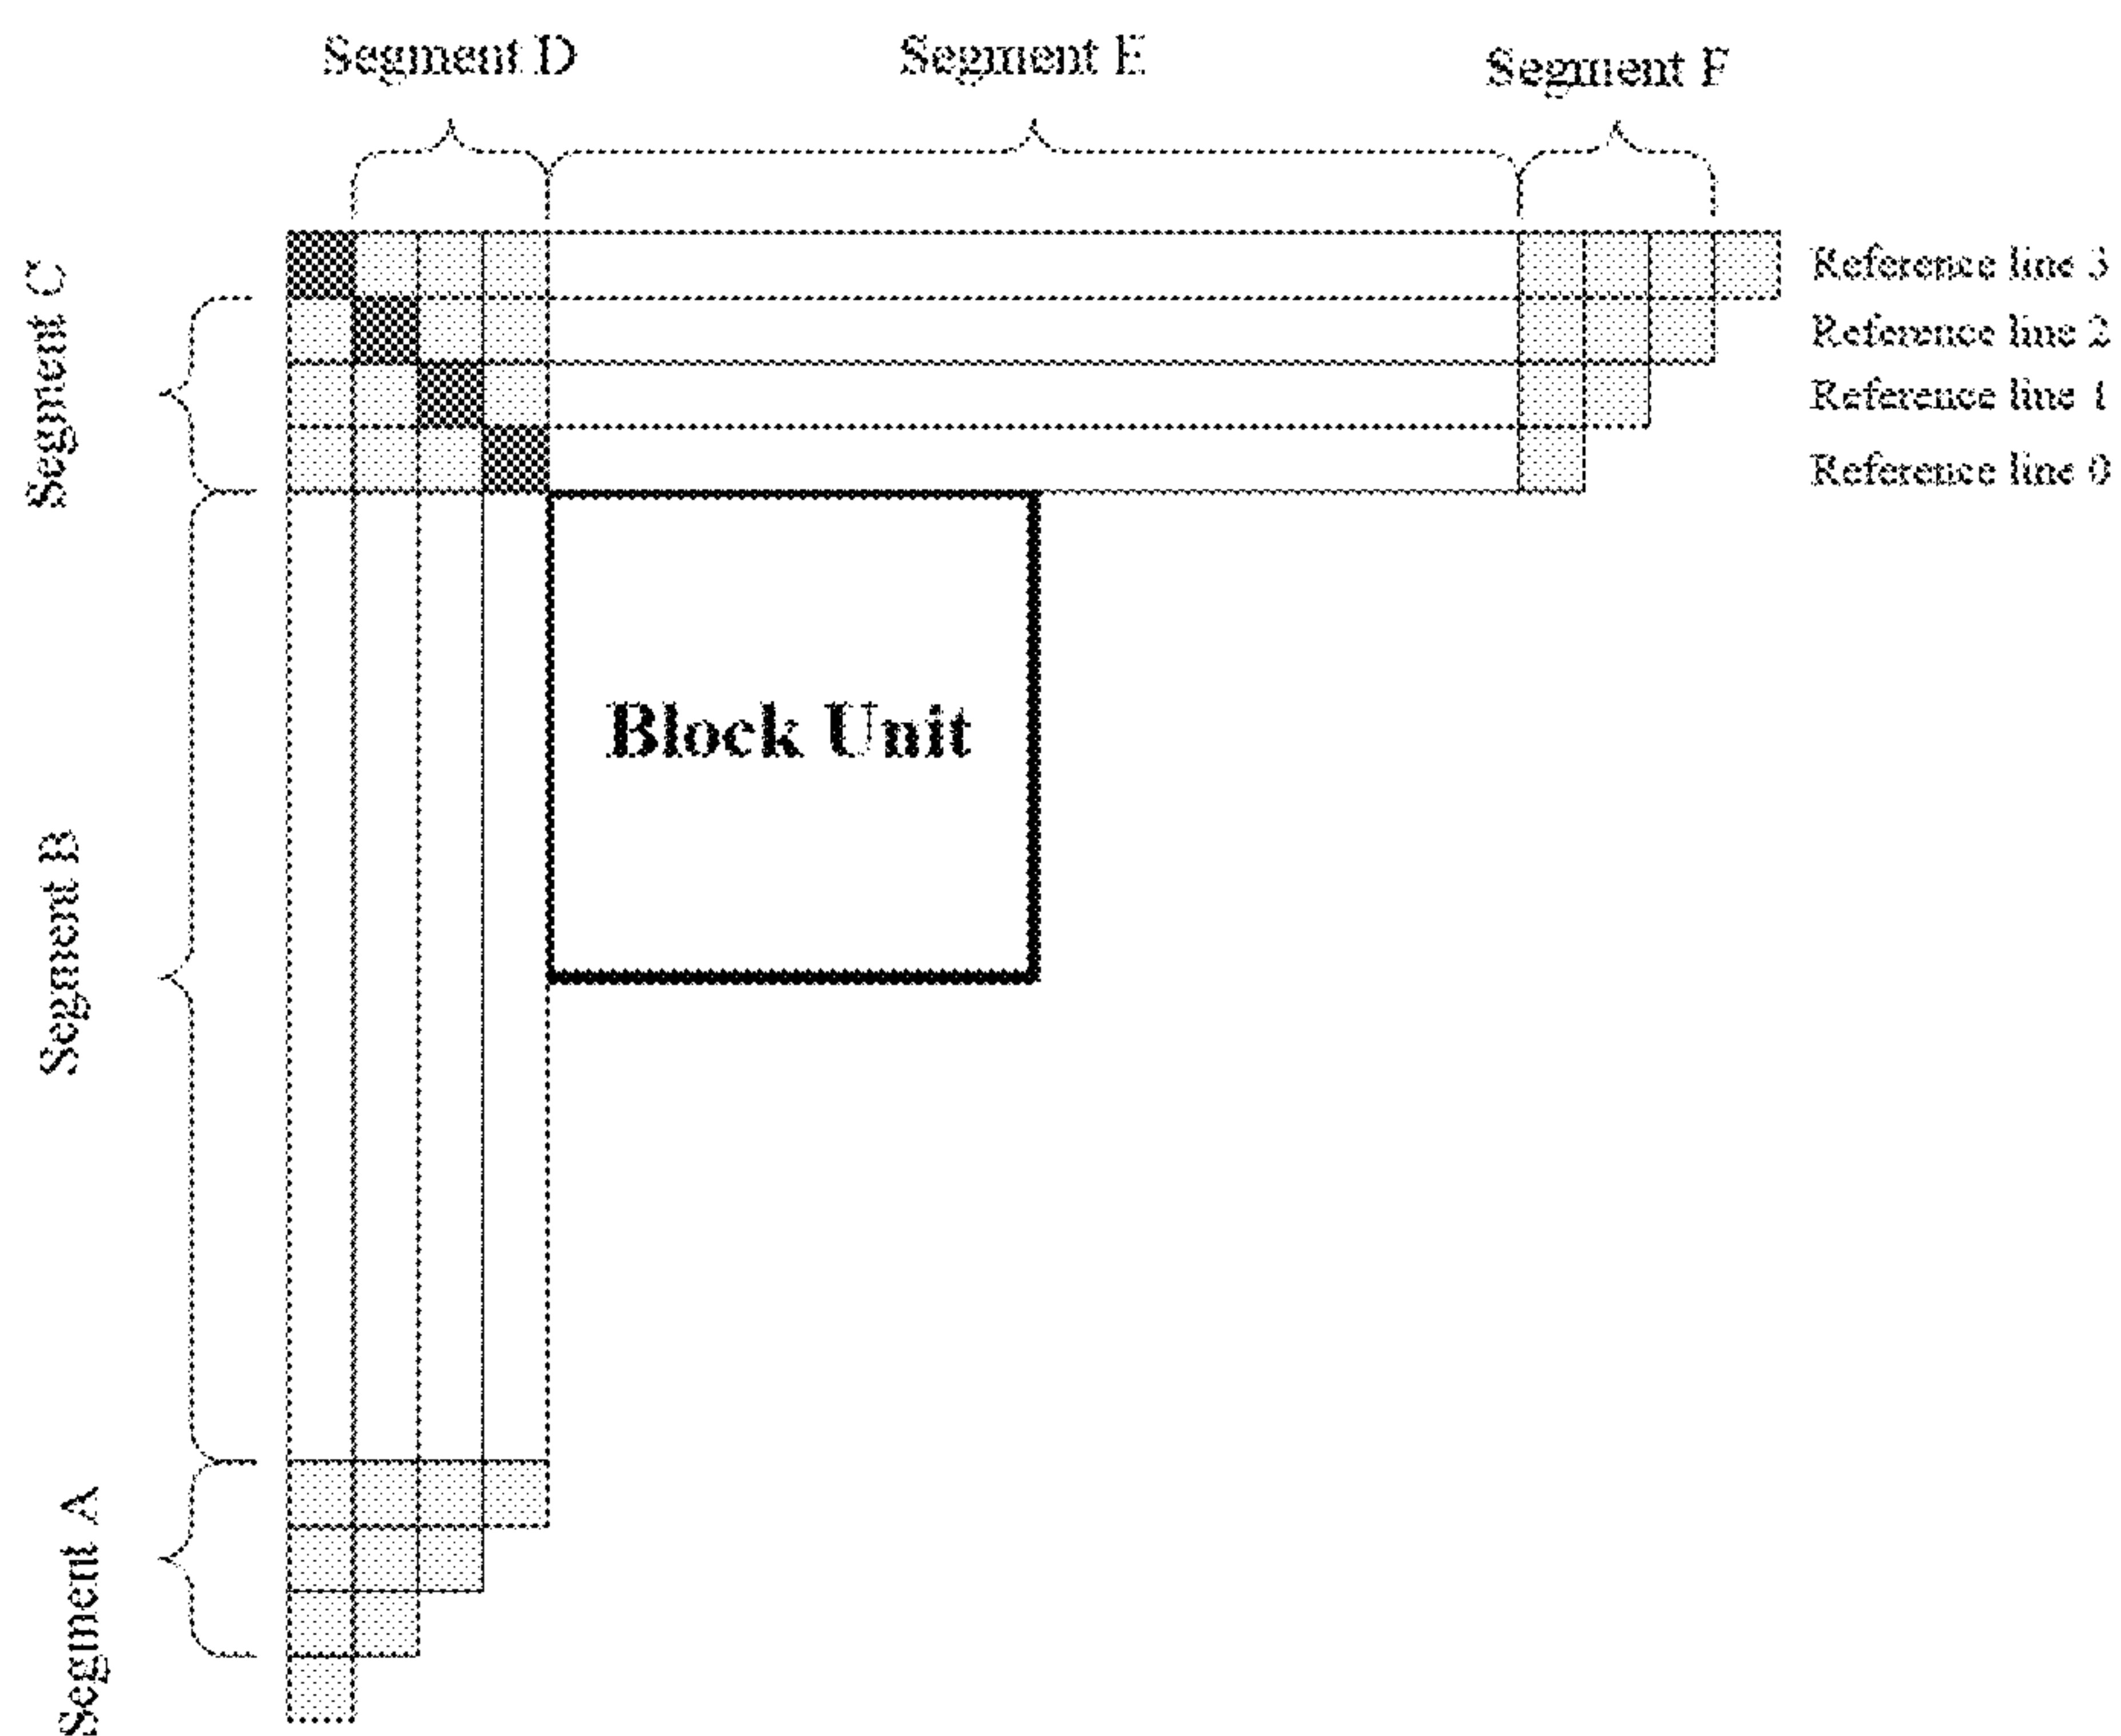 Segment D
Segment E
Segment F
Segment C
Reference line 3
Reference line 2
Reference line 1
Reference line 0
Block Unit
Segment B
Segment A